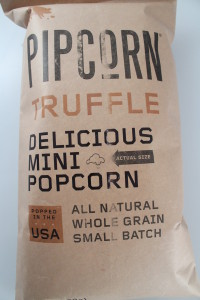 PIPCORN
TRUFFLE
DELICIOUS
MINI
POPCORN
ACTUAL SIZE
POPPED
IN THE
USA
ALL NATURAL
WHOLE GRAIN
SMALL BATCH